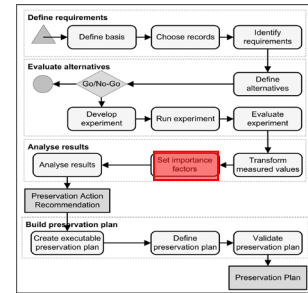 Define requirements
Define basis
Choose records
Identify
requirements
Evaluate alternatives
Go/No-Go
Define
alternatives
Develop
experiment
Run experiment
Evaluate
experiment
Analyse results
Analyse results
Set importance
factors
Transform
measured values
Preservation Action
Recommendation
Build preservation plan
Create executable
preservation plan
Define
preservation plan
Validate
preservation plan
Preservation Plan